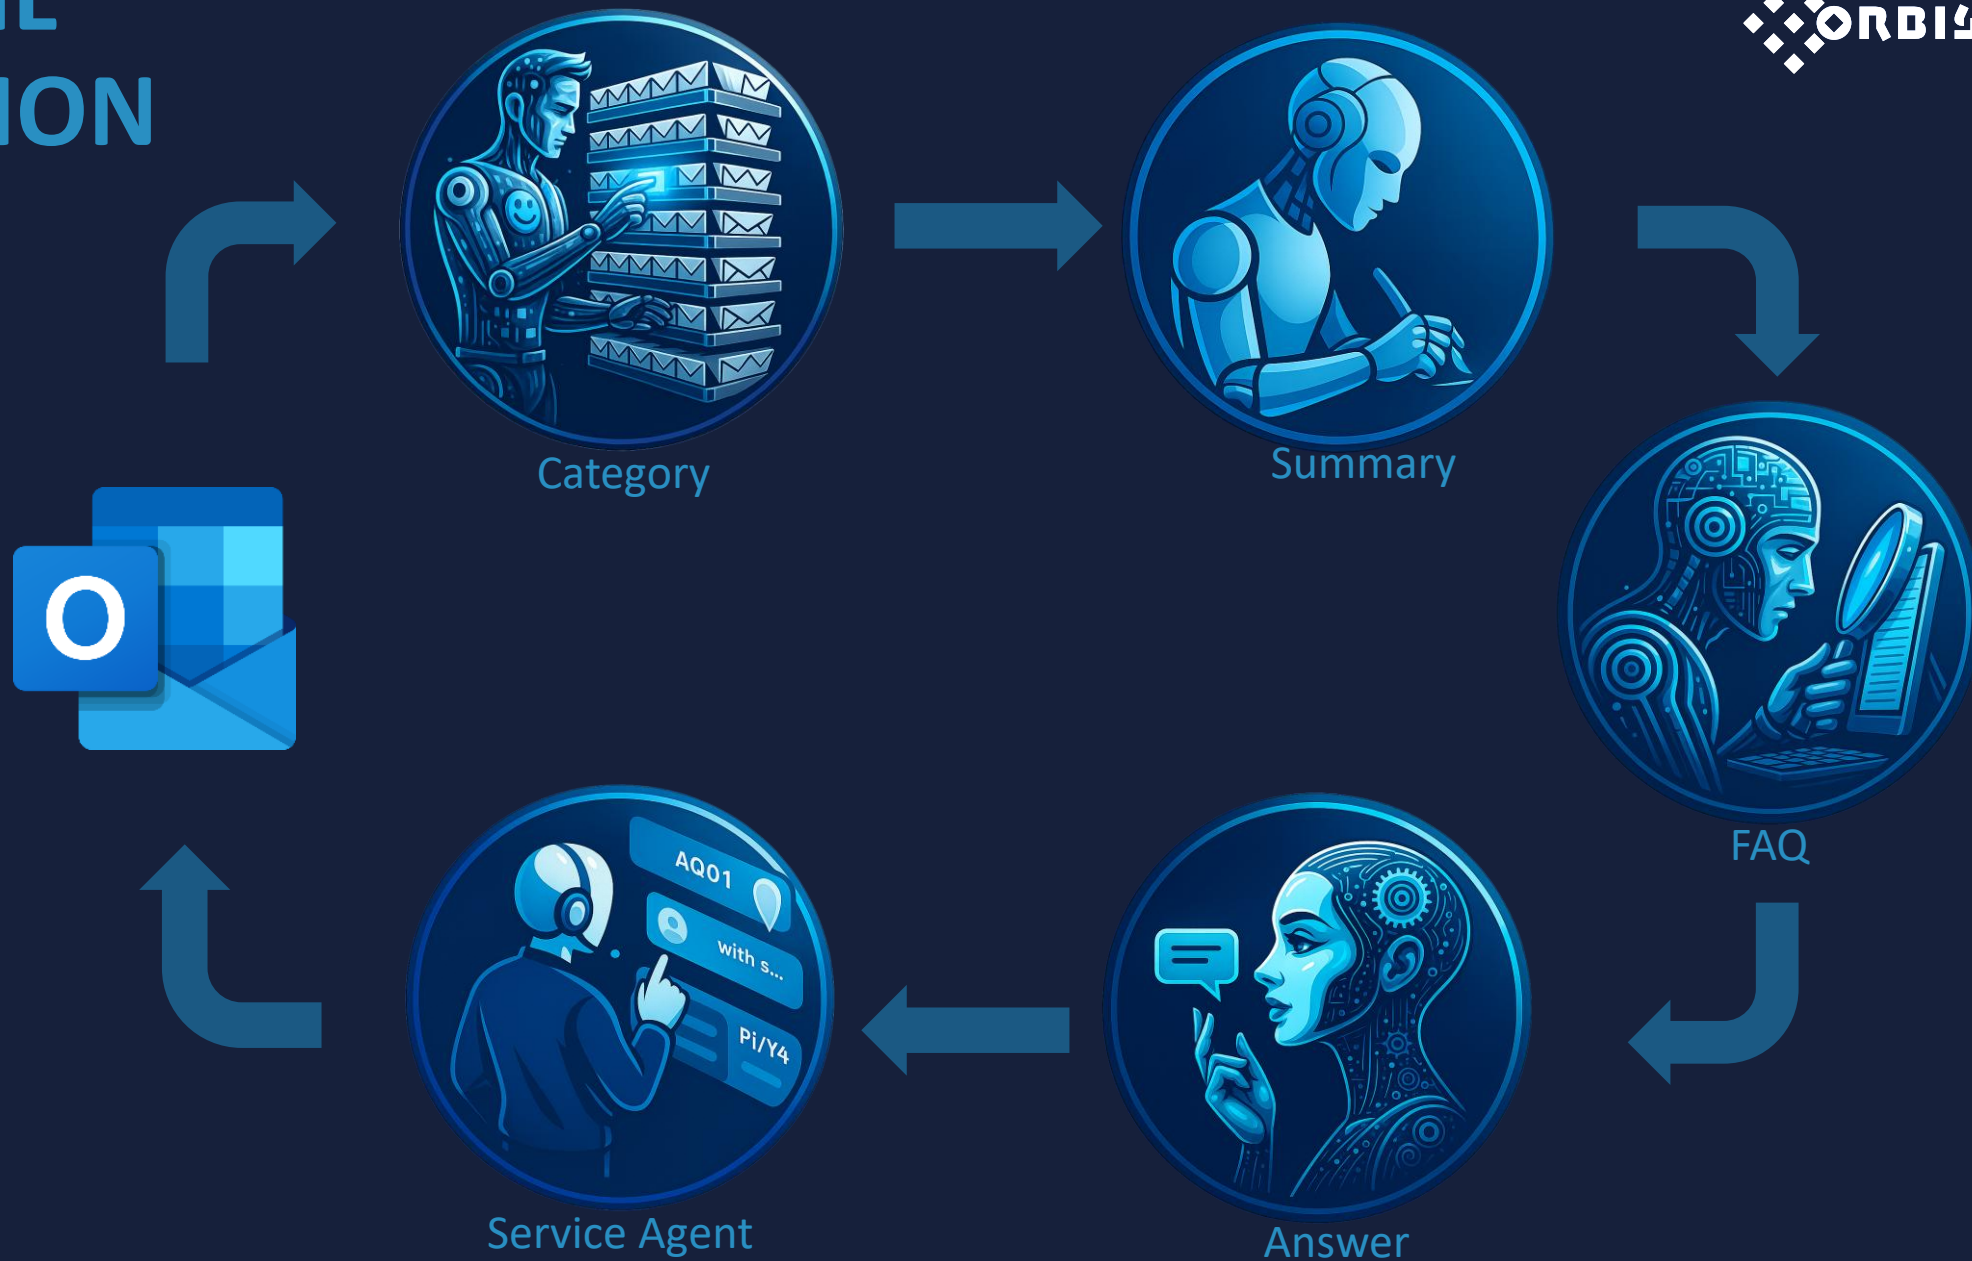 ION
ORBIS
Category
Summary
O
FAQ
AQ01
with s...
Pi/Y4
Service Agent
Answer